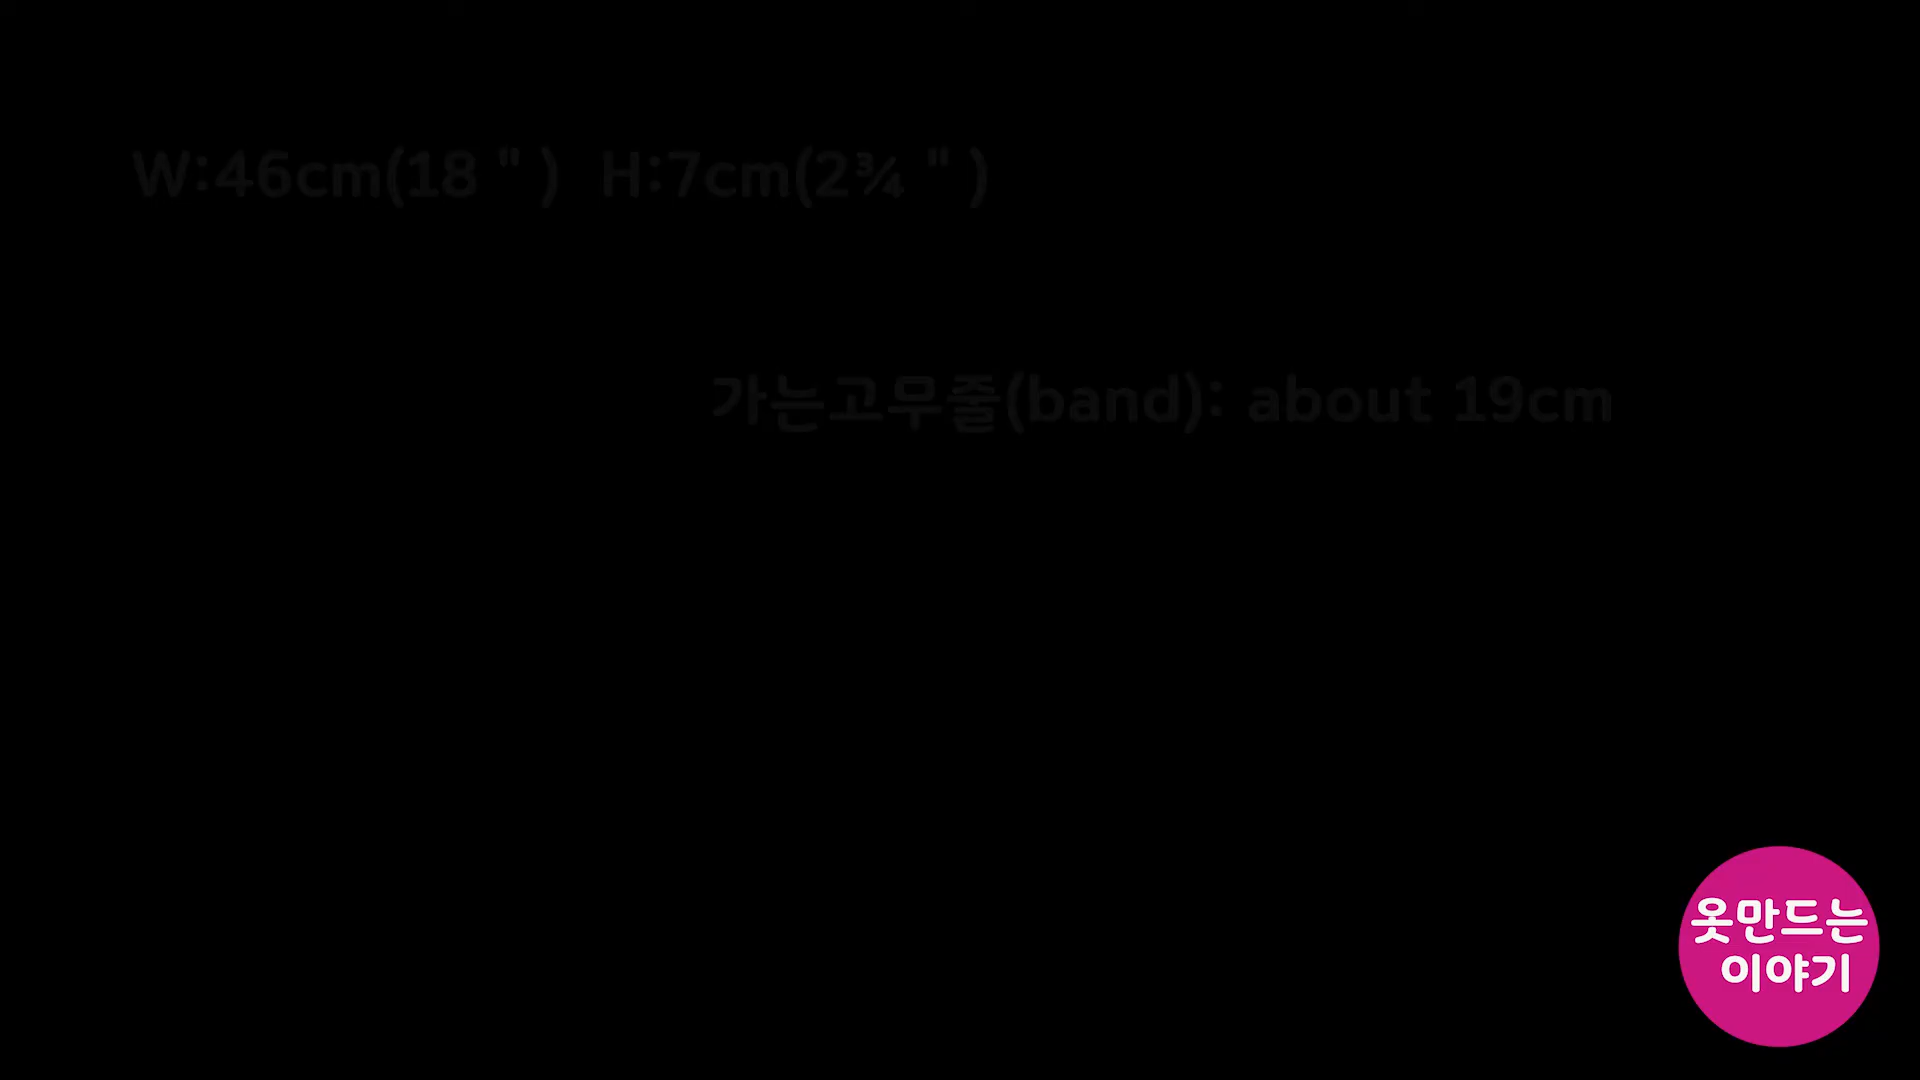 W:46cm(18 " )  H:7cm(2¾ " )
가는고무줄(band): about 19cm
옷만드는
이야기